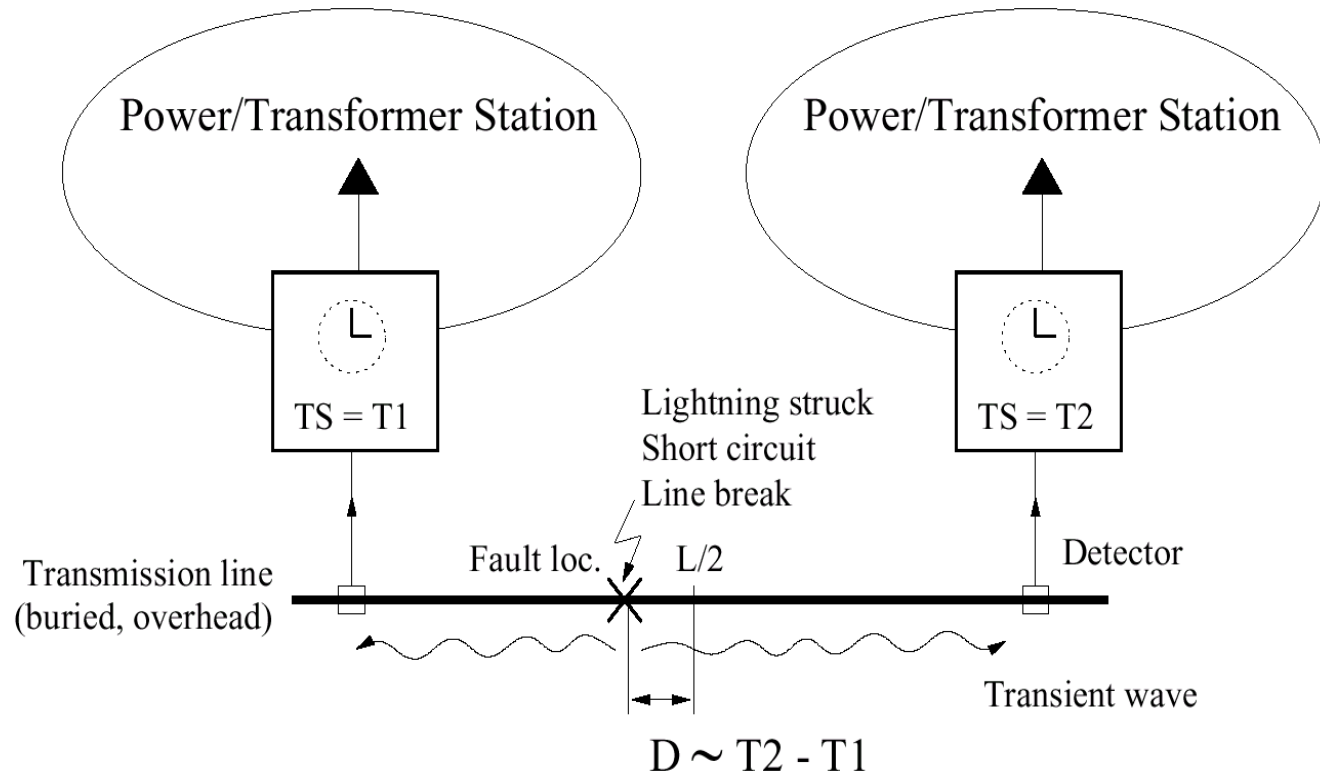 Power/Transformer Station
Power/Transformer Station
TS = T1
TS = T2
Lightning struck
Short circuit
Line break
Fault loc.
L/2
Detector
Transmission line
(buried, overhead)
Transient wave
D ~ T2 - T1